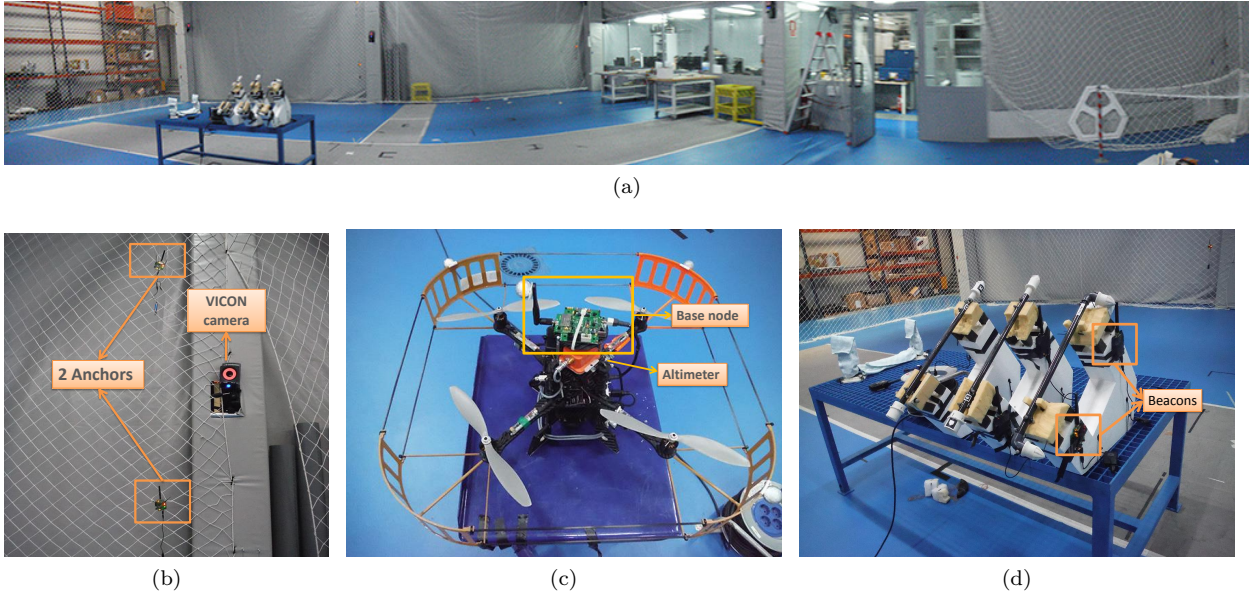 (a)
VICON
camera
2 Anchors
(b)
Base node
Altimeter
(c)
Beacons
(d)